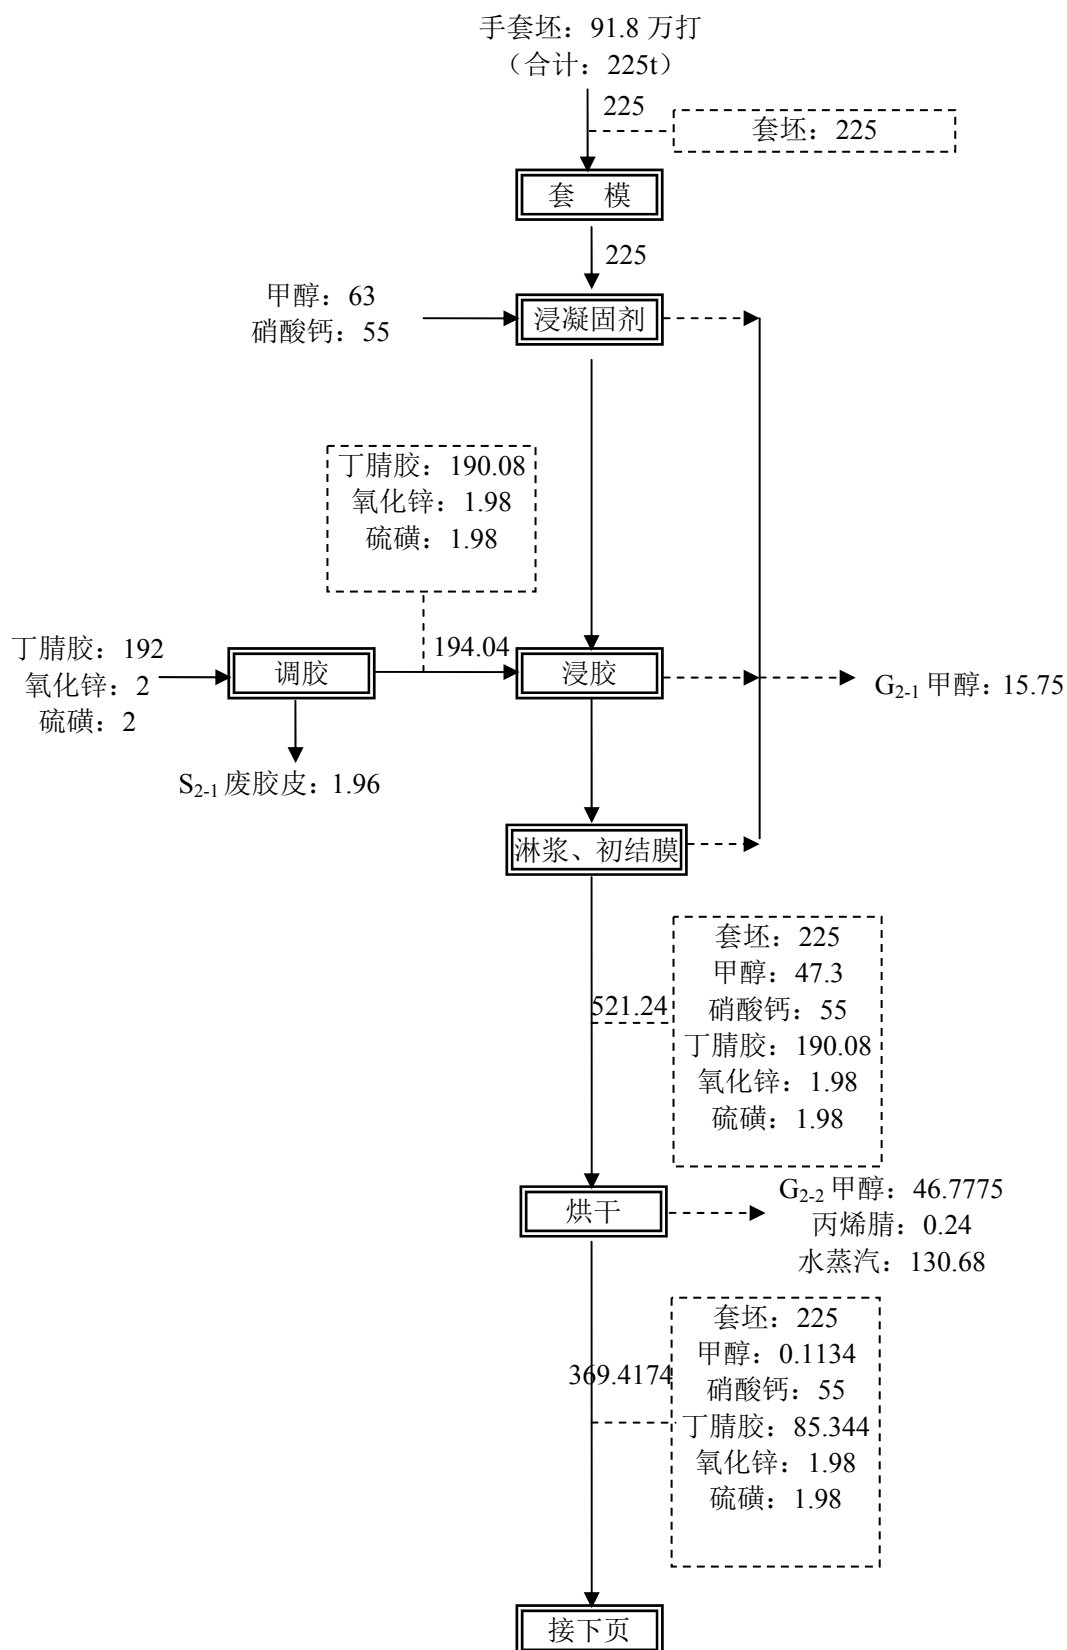 手套坯：91.8 万打
（合计：225t）
225
套坯：225
套 模
225
甲醇：63
硝酸钙：55
浸凝固剂
丁腈胶：190.08
氧化锌：1.98
硫磺：1.98
丁腈胶：192
氧化锌：2
硫磺：2
调胶
194.04
浸胶
G2-1 甲醇：15.75
S2-1 废胶皮：1.96
淋浆、初结膜
套坯：225
甲醇：47.3
硝酸钙：55
丁腈胶：190.08
氧化锌：1.98
硫磺：1.98
521.24
烘干
G2-2 甲醇：46.7775
丙烯腈：0.24
水蒸汽：130.68
套坯：225
甲醇：0.1134
硝酸钙：55
丁腈胶：85.344
氧化锌：1.98
硫磺：1.98
369.4174
接下页